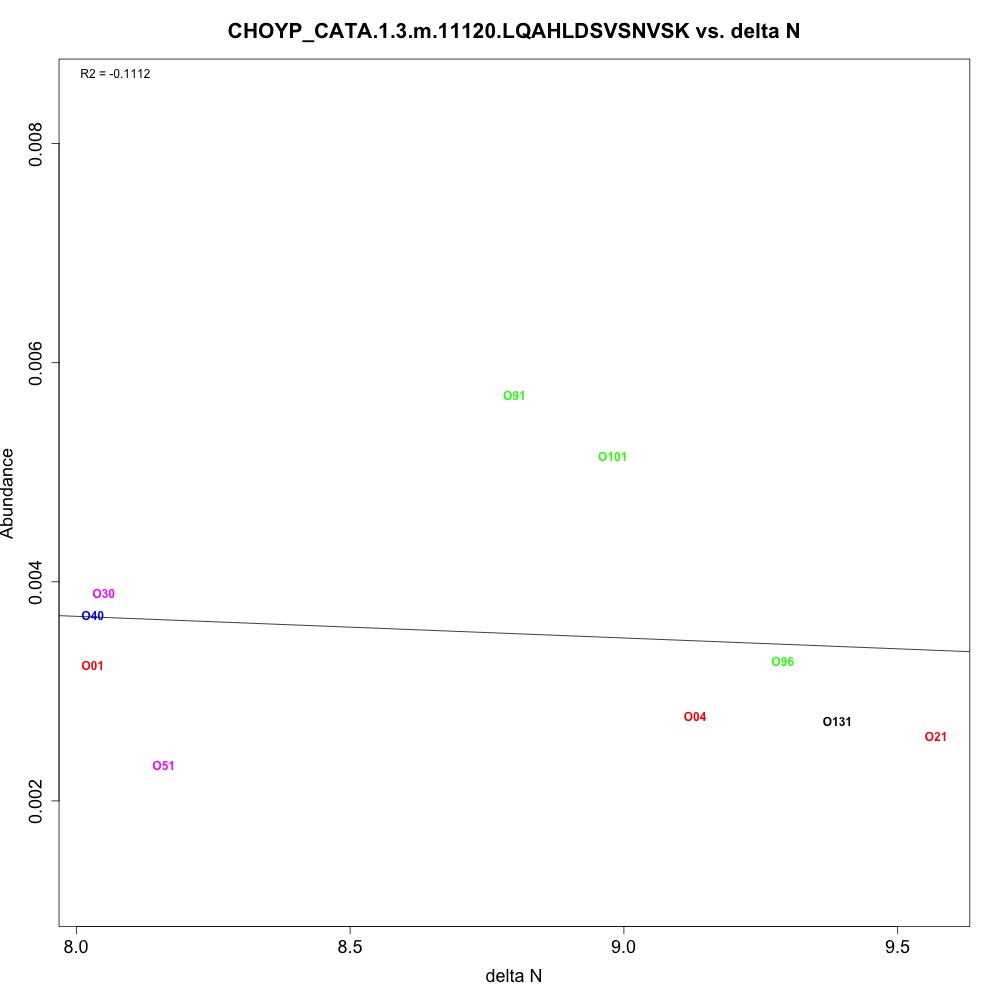 CHOYP_CATA.1.3.m.11120.LQAHLDSVSNVSK vs. delta N
R2 = -0.1112
0.008
0.006
0.004
0.002
Abundance
O91
O101
O30
O40
O01
O96
O04
O131
O21
O51
8.0 8.5 9.0 9.5
delta N